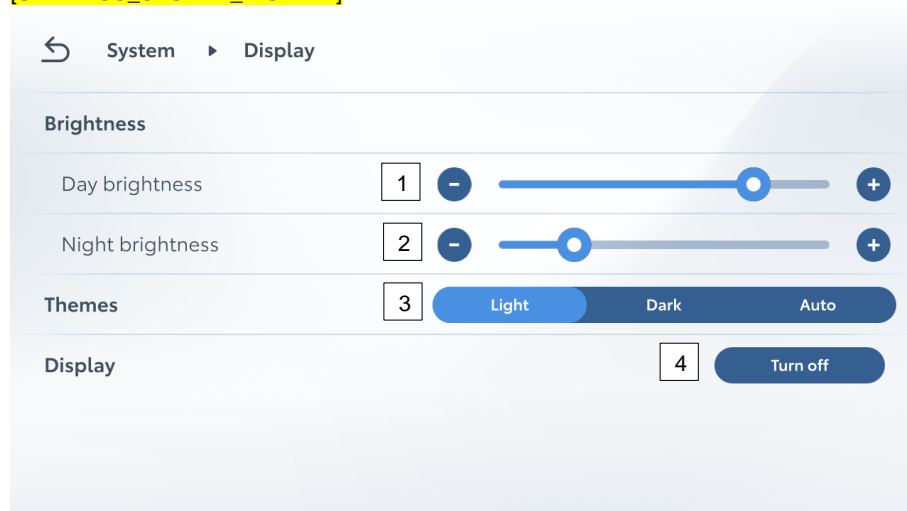 System ▸ Display
Brightness
Day brightness 1 - +
Night brightness 2 - +
Themes 3 Light Dark Auto
Display 4 Turn off